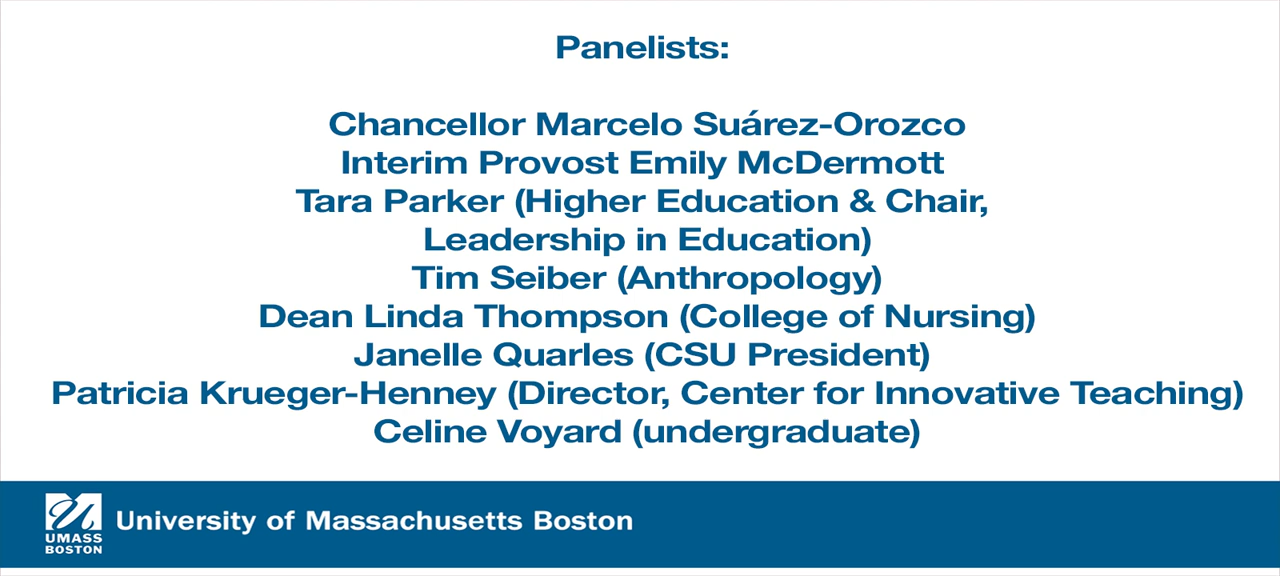 Panelists:
Chancellor Marcelo Suárez-Orozco
Interim Provost Emily McDermott
Tara Parker (Higher Education & Chair,
Leadership in Education)
Tim Seiber (Anthropology)
Dean Linda Thompson (College of Nursing)
Janelle Quarles (CSU President)
Patricia Krueger-Henney (Director, Center for Innovative Teaching)
Celine Voyard (undergraduate)
University of Massachusetts Boston
UMASS
BOSTON